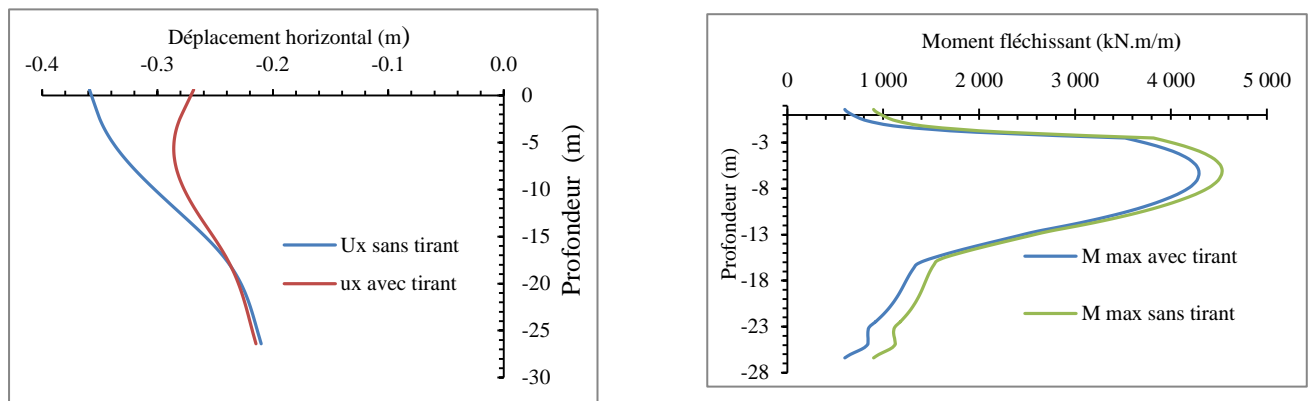 Déplacement horizontal (m)
-0.4 -0.3 -0.2 -0.1 0.0
0
-5
-10
-15
-20
-25
-30
Profondeur (m)
Ux sans tirant
ux avec tirant
Moment fléchissant (kN.m/m)
0 1 000 2 000 3 000 4 000 5 000
-3
-8
-13
-18
-23
-28
Profondeur (m)
M max avec tirant
M max sans tirant